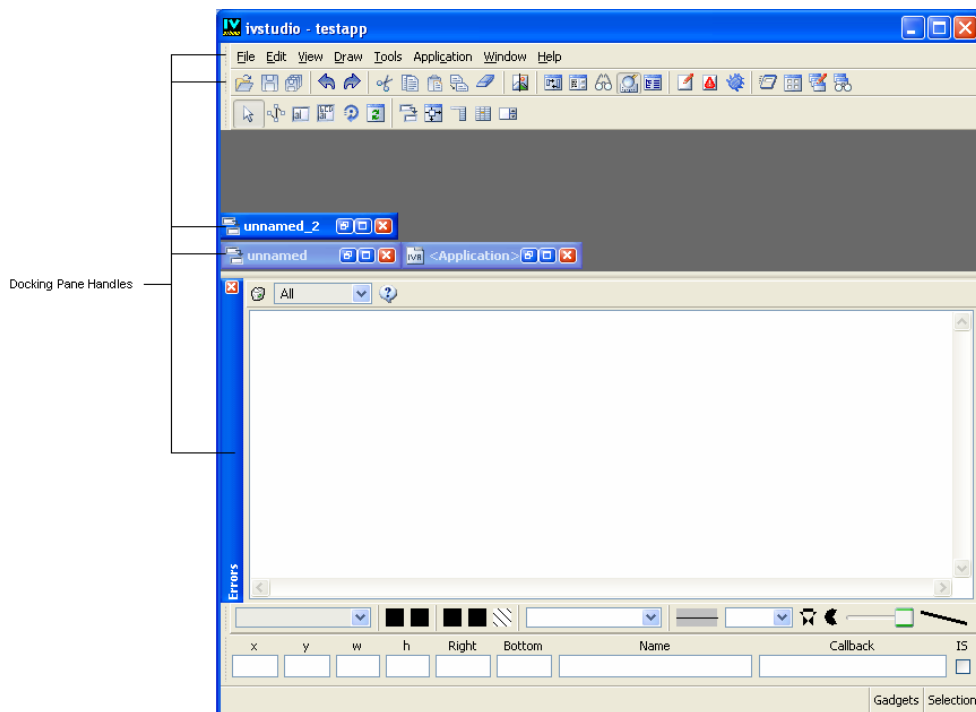 ivstudio - testapp
File Edit View Draw Tools Application Window Help
unnamed_2
unnamed
<Application>
Docking Pane Handles
All
Errors
x y w h Right Bottom Name Callback IS
Gadgets Selection